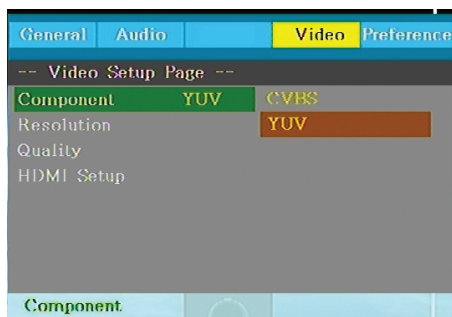 General Audio Video Preference
-- Video Setup Page --
Component YUV CVBS
Resolution YUV
Quality
HDMI Setup
Component